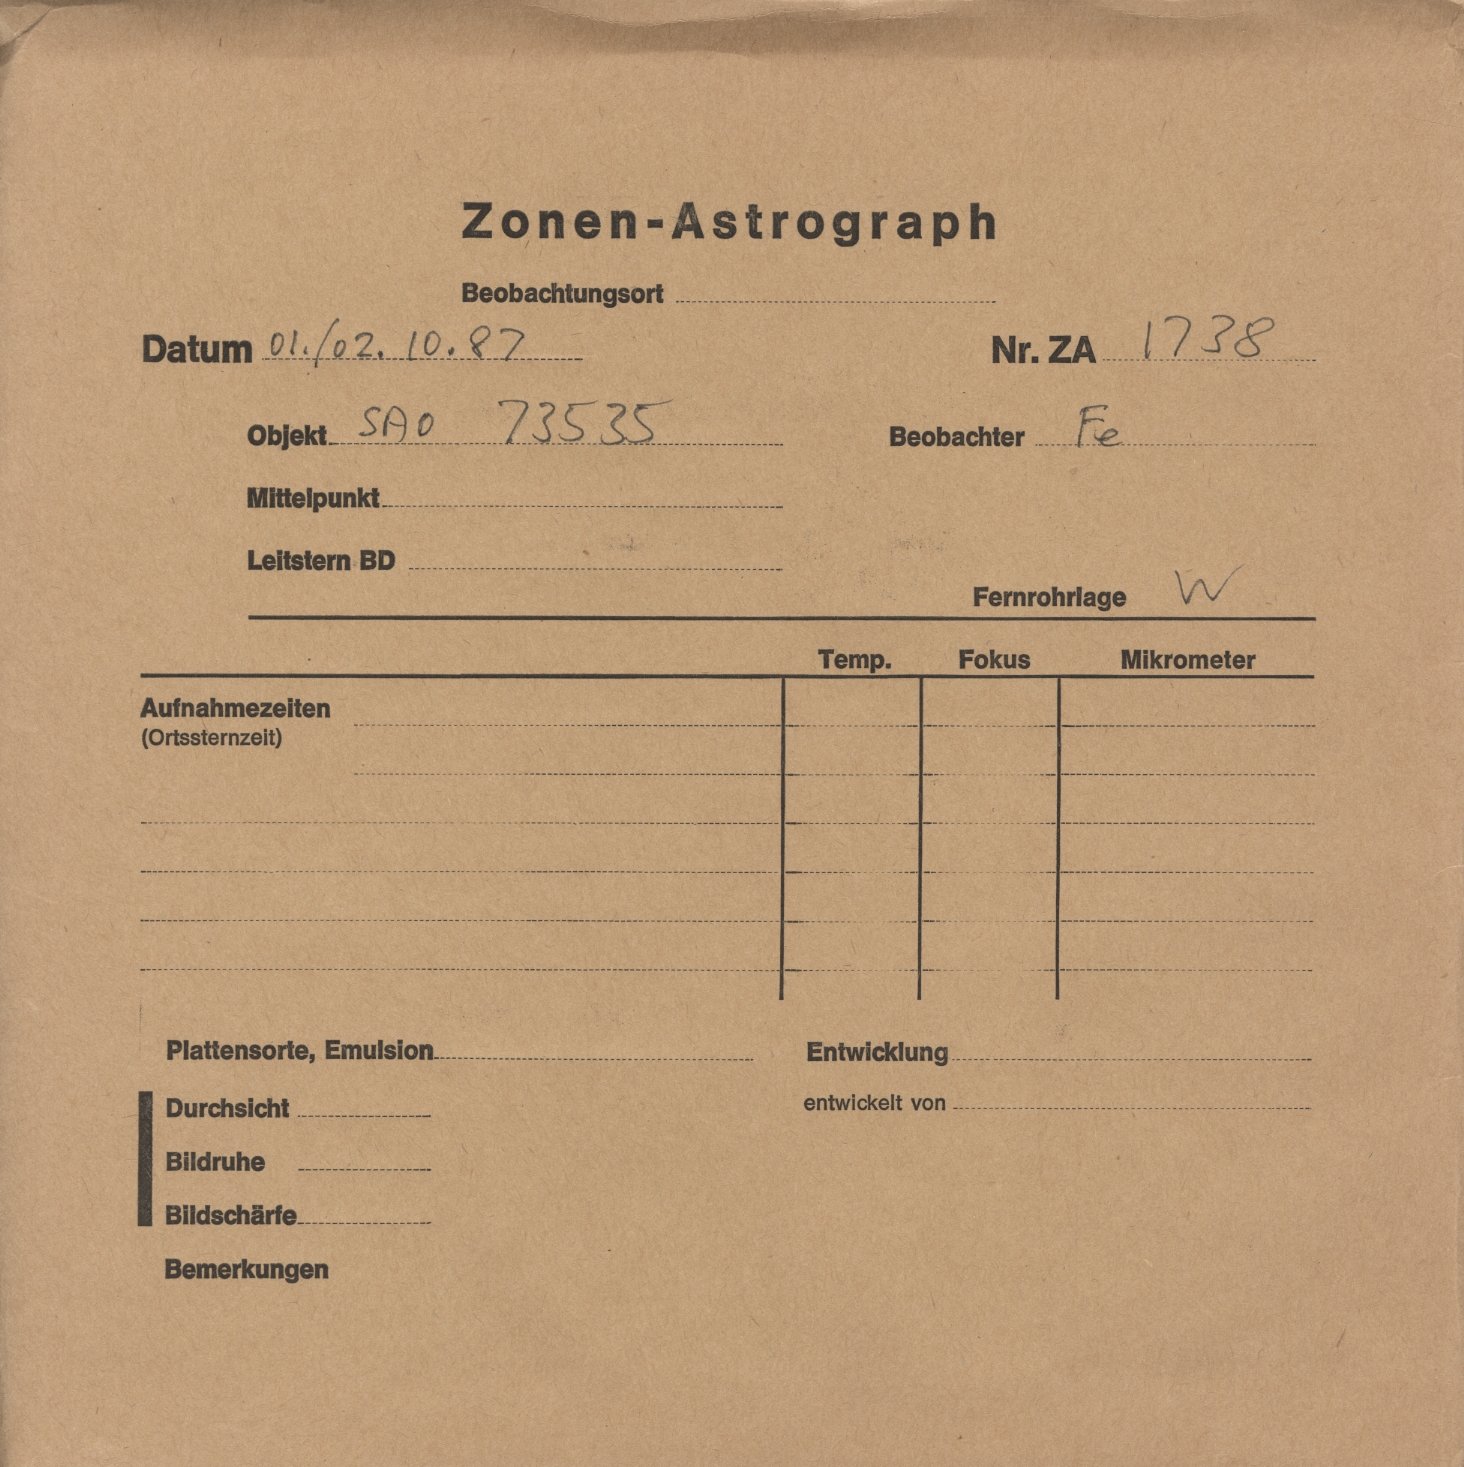 Zonen-Astrograph
Beobachtungsort
Datum 01./02. 10. 87 Nr. ZA 1738
Objekt SAO 73535 Beobachter Fe
Mittelpunkt
Leitstern BD
Fernrohrlage W
Temp. Fokus Mikrometer
Aufnahmezeiten
(Ortssternzeit)
Plattensorte, Emulsion Entwicklung
Durchsicht entwickelt von
Bildruhe
Bildschärfe
Bemerkungen